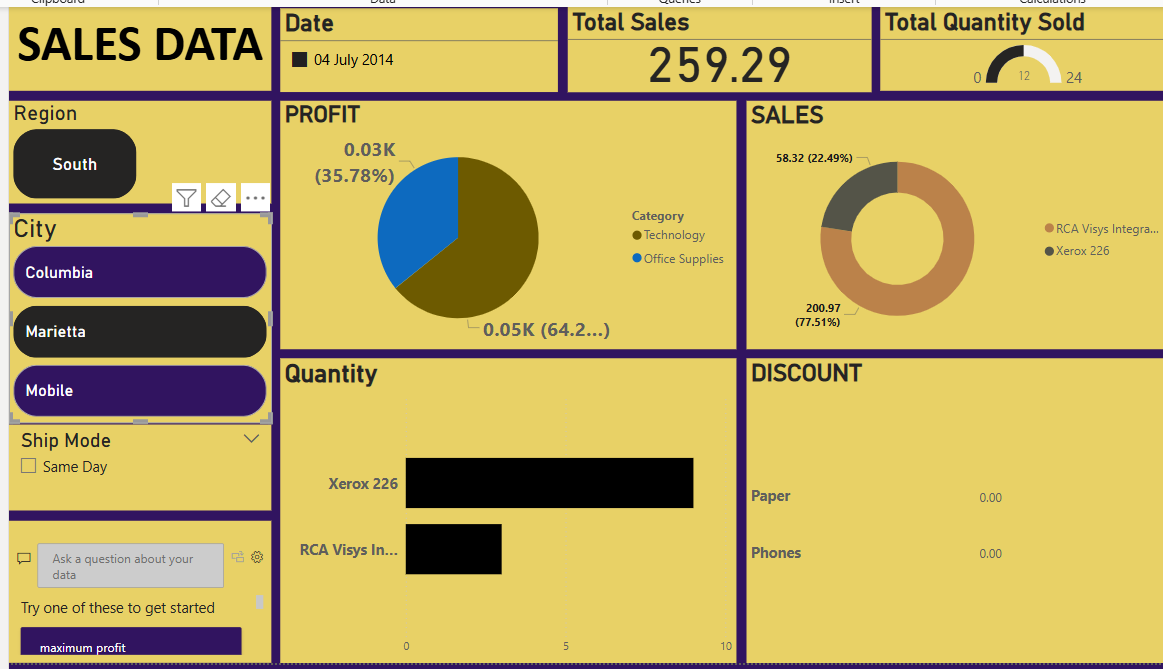 Clipboard
Data
Queries
Insert
Calculations
SALES DATA
Date
04 July 2014
Total Sales
259.29
Total Quantity Sold
0
12
24
Region
South
City
Columbia
Marietta
Mobile
Ship Mode
Same Day
Ask a question about your
data
Try one of these to get started
maximum profit
PROFIT
0.03K
(35.78%)
0.05K (64.2...)
Category
Technology
Office Supplies
SALES
58.32 (22.49%)
200.97
(77.51%)
RCA Visys Integra...
Xerox 226
Quantity
Xerox 226
RCA Visys In...
0
5
10
DISCOUNT
Paper
0.00
Phones
0.00